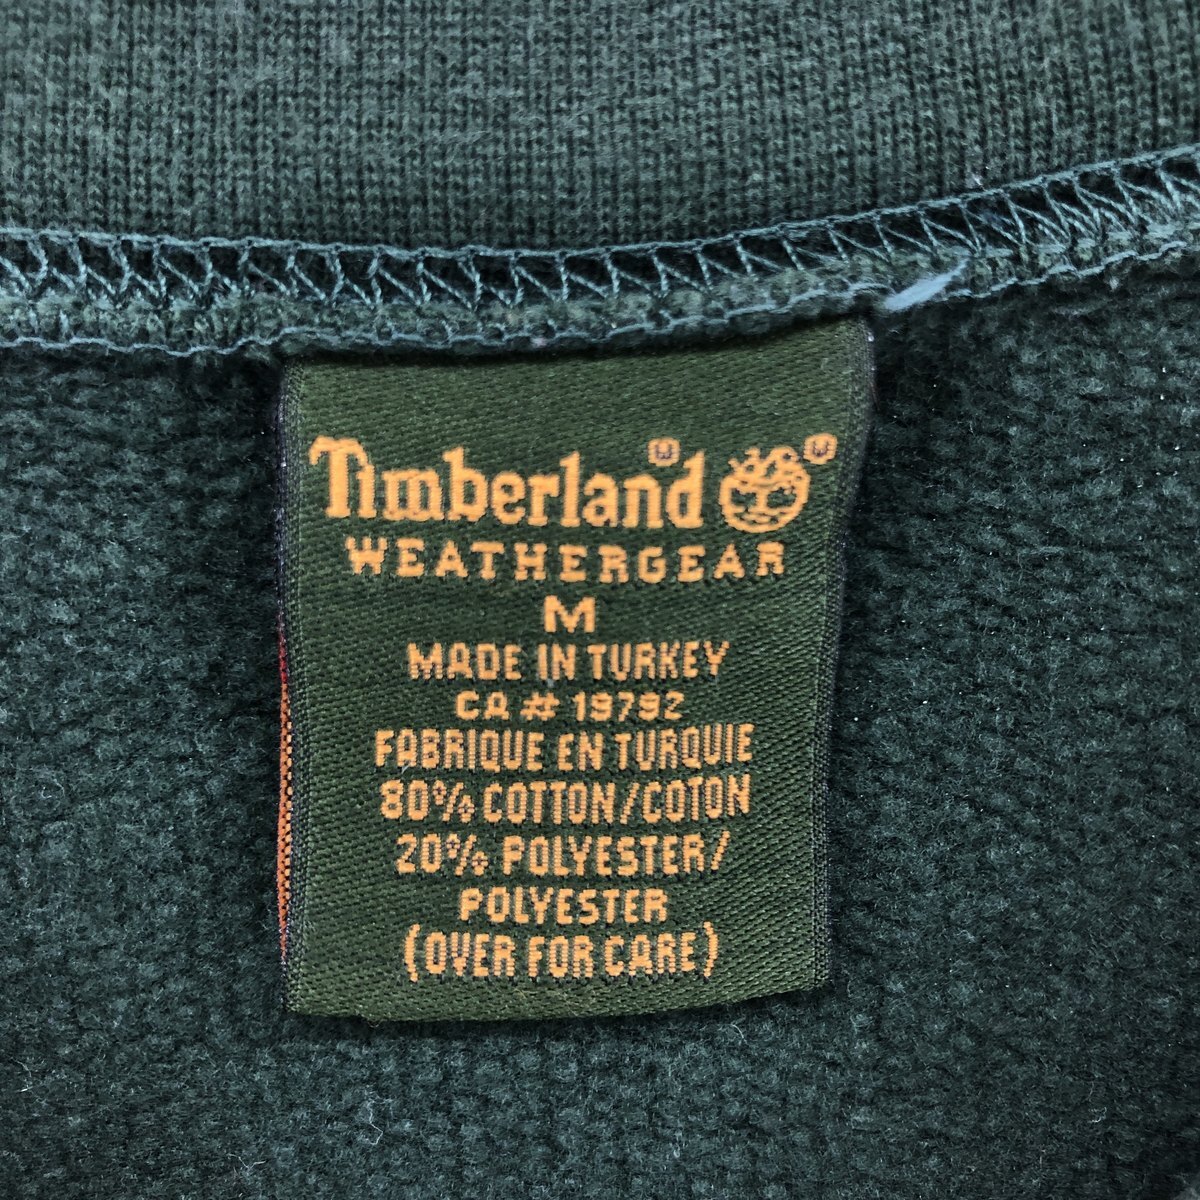 Timberland®®
WEATHERGEAR
M
MADE IN TURKEY
CA # 19792
FABRIQUE EN TURQUIE
80% COTTON/COTON
20% POLYESTER/
POLYESTER
(OVER FOR CARE)